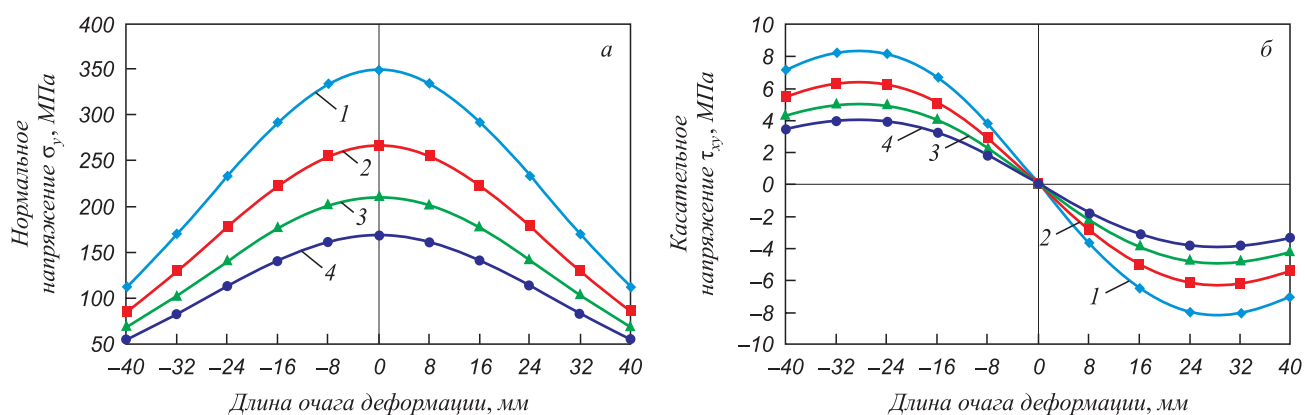 400
350
300
250
200
150
100
50
Нормальное
напряжение σy, МПа
а
1
2
3
4
–40 –32 –24 –16 –8 0 8 16 24 32 40
Длина очага деформации, мм
10
8
6
4
2
0
–2
–4
–6
–8
–10
Касательное
напряжение τxy, МПа
б
4
3
2
1
–40 –32 –24 –16 –8 0 8 16 24 32 40
Длина очага деформации, мм